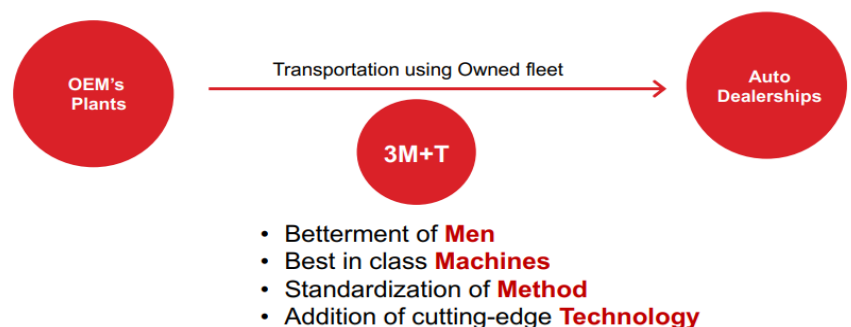 OEM's
Plants
Transportation using Owned fleet
Auto
Dealerships
3M+T
• Betterment of Men
• Best in class Machines
• Standardization of Method
• Addition of cutting-edge Technology